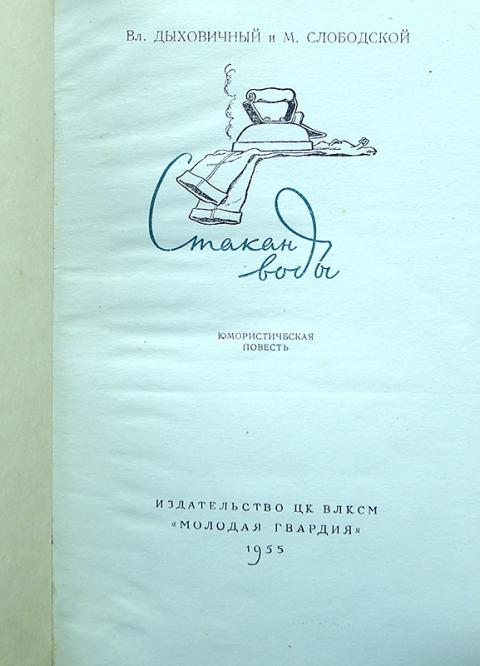 Вл. ДЫХОВИЧНЫЙ и М. СЛОБОДСКОЙ
Стакан
воды
ЮМОРИСТИЧЕСКАЯ
ПОВЕСТЬ
ИЗДАТЕЛЬСТВО ЦК ВЛКСМ
«МОЛОДАЯ ГВАРДИЯ»
1955